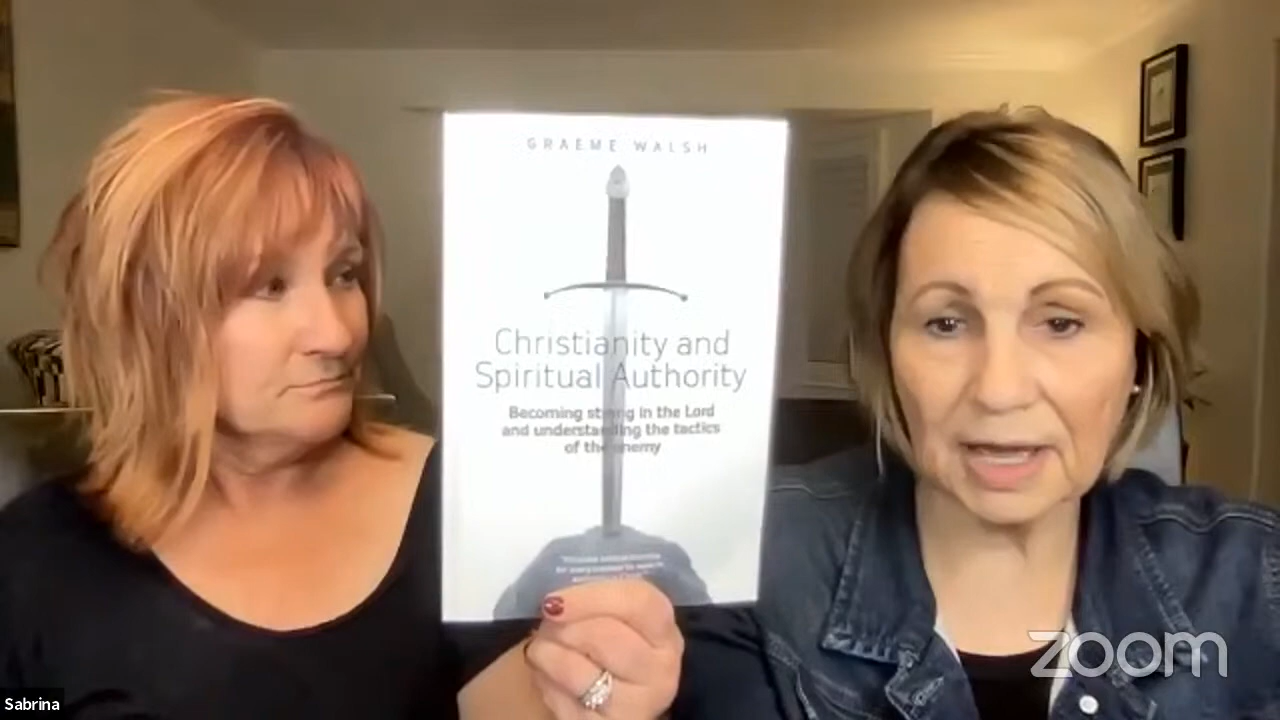 GRAEME WALSH
Christianity and
Spiritual Authority
Becoming strong in the Lord
and understanding the tactics
of the enemy
zoom
Sabrina